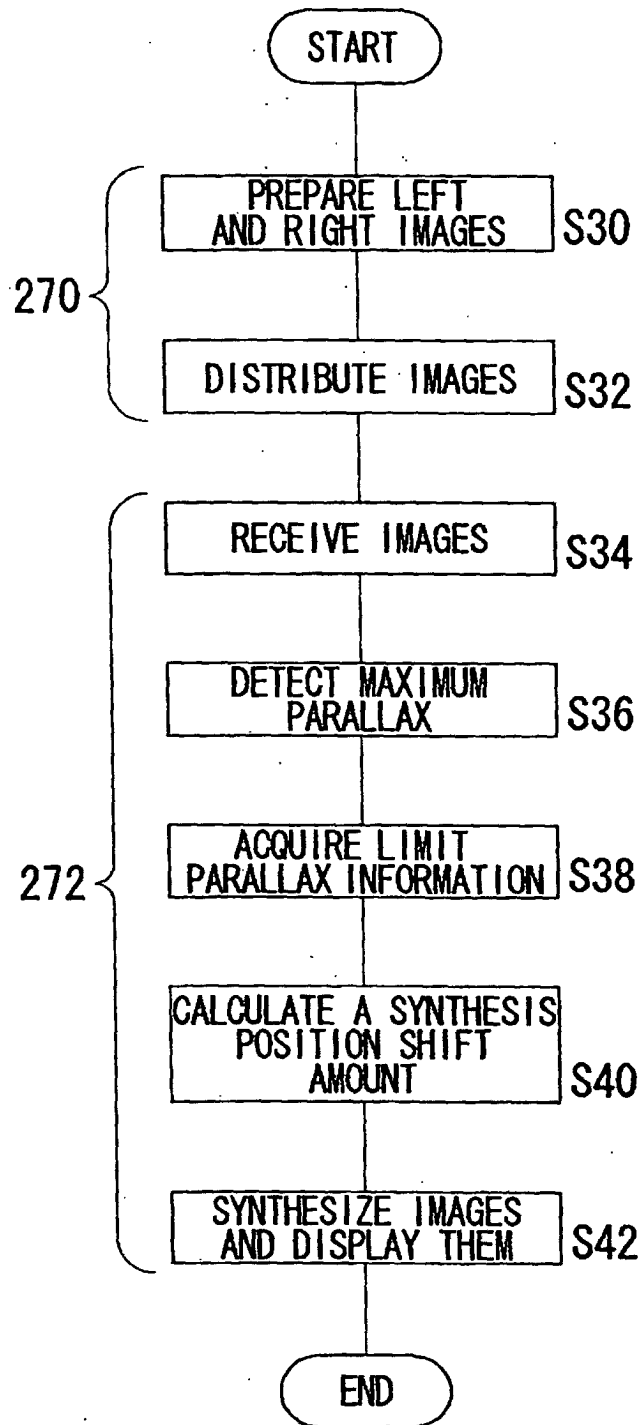 START
PREPARE LEFT
AND RIGHT IMAGES
S30
270
DISTRIBUTE IMAGES
S32
RECEIVE IMAGES
S34
DETECT MAXIMUM
PARALLAX
S36
272
ACQUIRE LIMIT
PARALLAX INFORMATION
S38
CALCULATE A SYNTHESIS
POSITION SHIFT
AMOUNT
S40
SYNTHESIZE IMAGES
AND DISPLAY THEM
S42
END